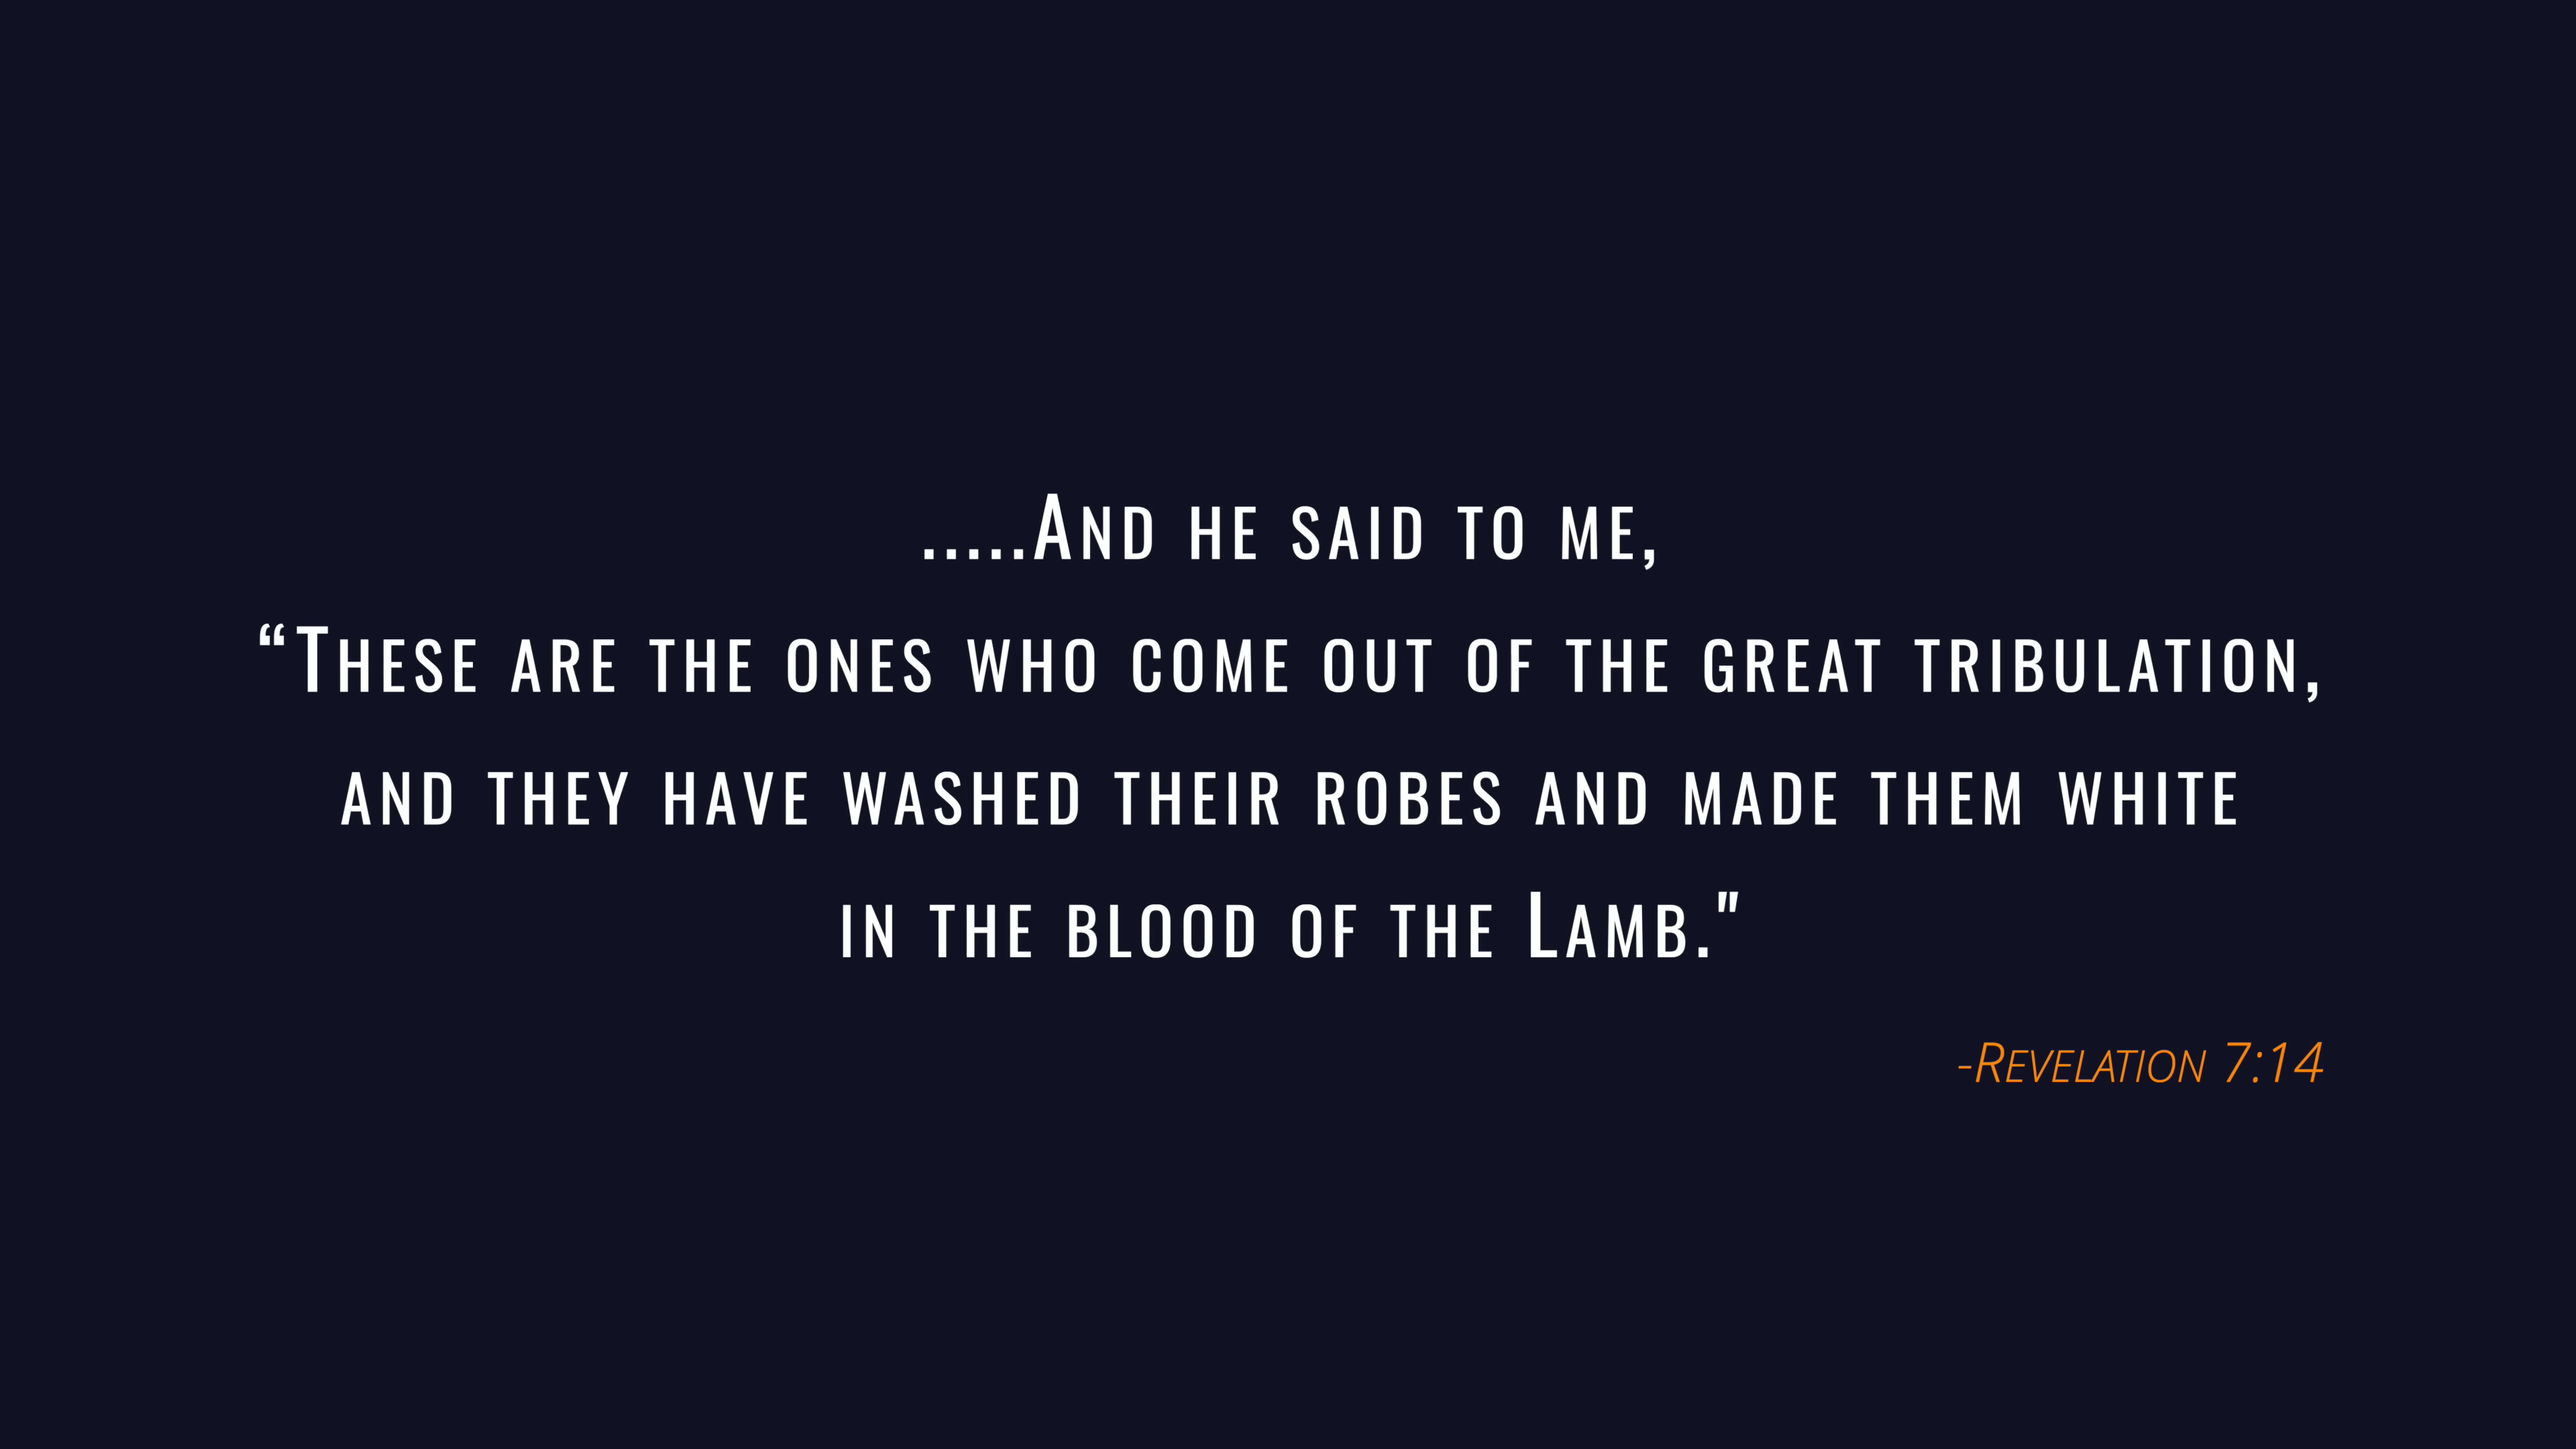 .....And he said to me,
“These are the ones who come out of the great tribulation,
and they have washed their robes and made them white
in the blood of the Lamb."
-Revelation 7:14